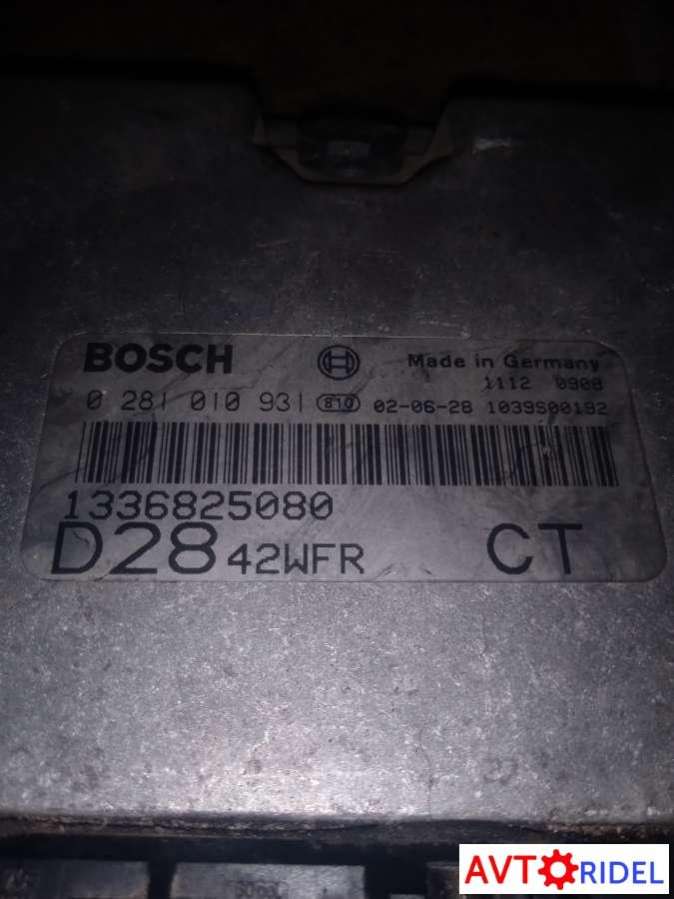 BOSCH Made in Germany
1112 0908
0 281 010 931 810 02-06-28 1039S00192
1336825080
D28 42WFR CT
AVTORIDEL